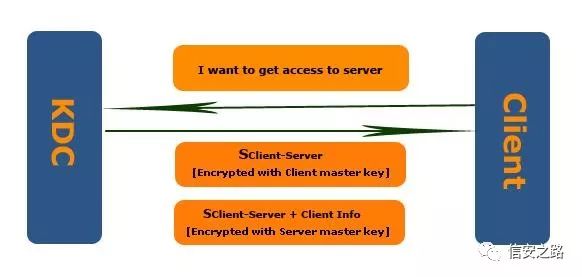 I want to get access to server
KDC
Client
SClient-Server
[Encrypted with Client master key]
SClient-Server + Client Info
[Encrypted with Server master key]
信安之路